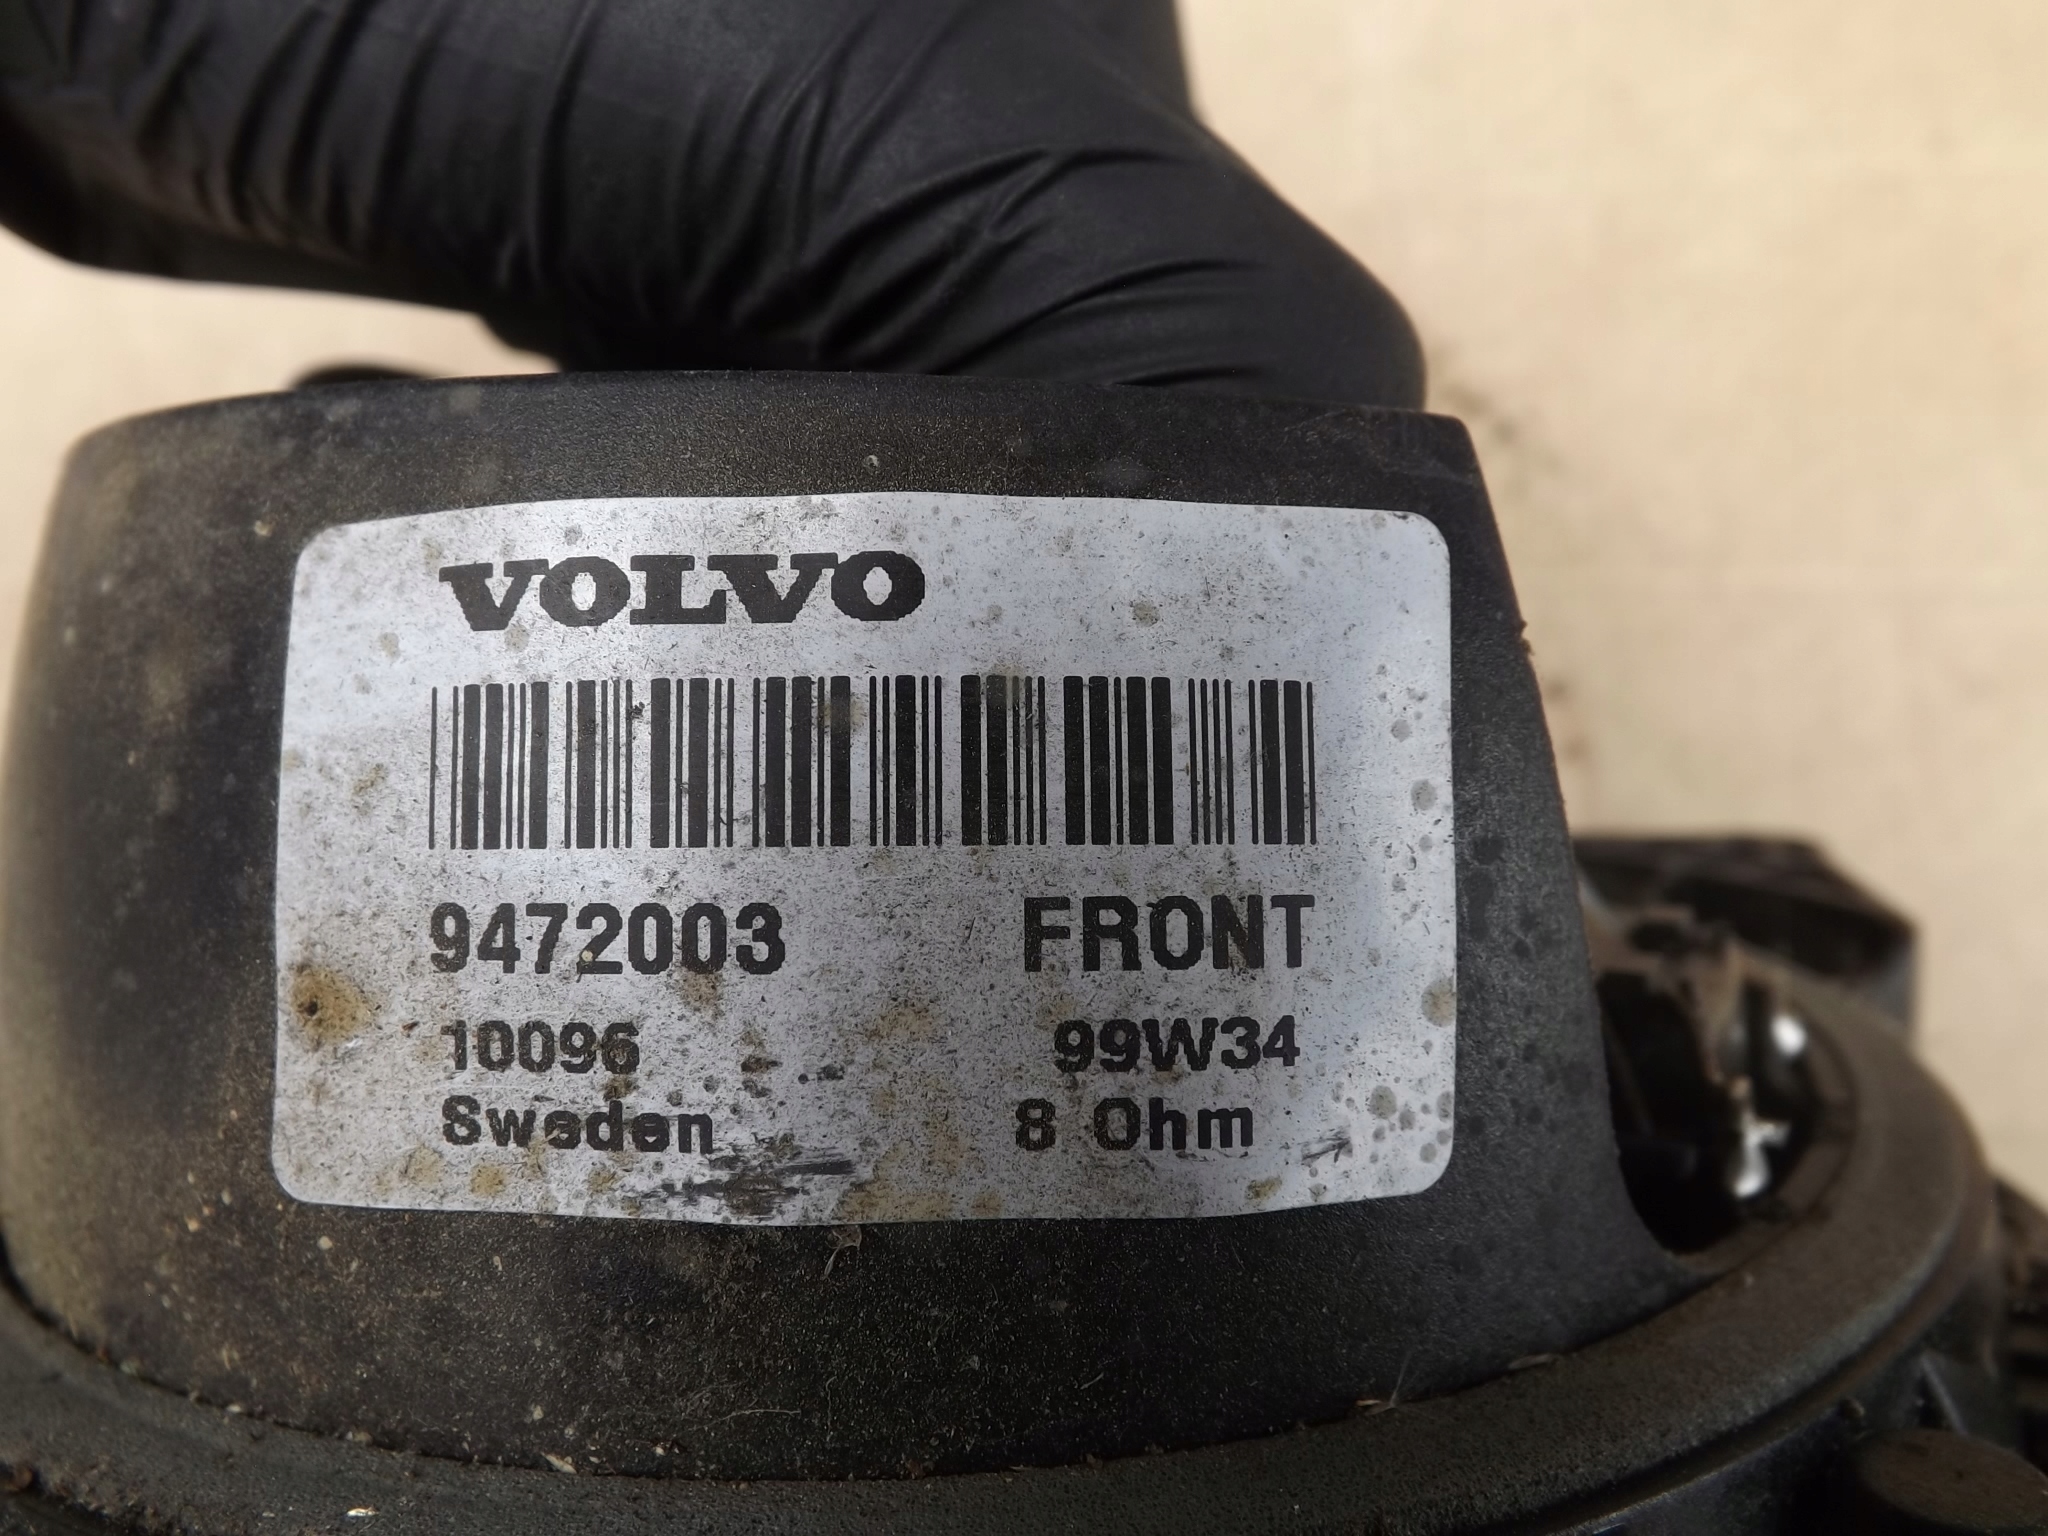 VOLVO
9472003 FRONT
10096 99W34
Sweden 8 Ohm